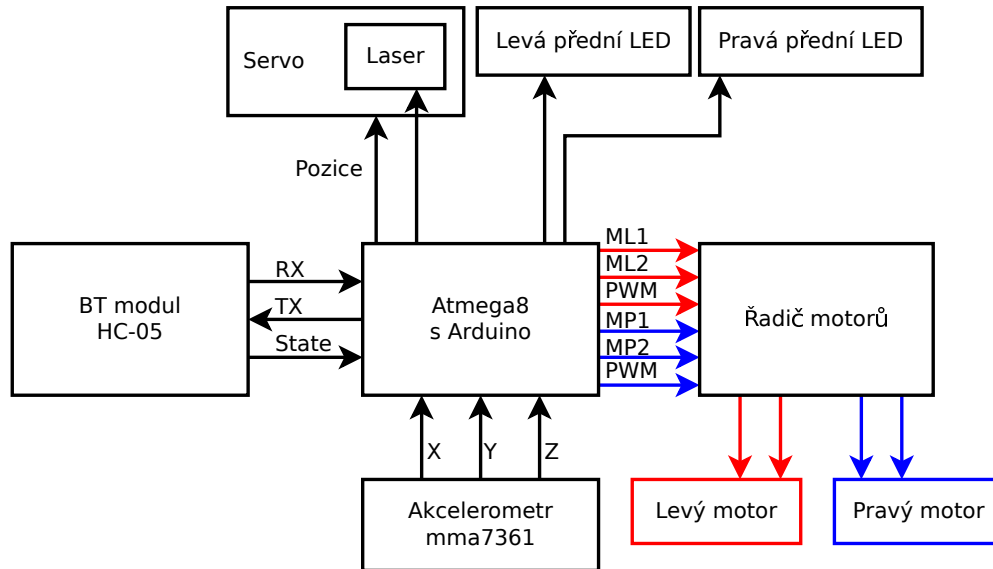 Servo
Laser
Levá přední LED
Pravá přední LED
Pozice
BT modul
HC-05
RX
TX
State
Atmega8
s Arduino
ML1
ML2
PWM
MP1
MP2
PWM
Řadič motorů
X
Y
Z
Akcelerometr
mma7361
Levý motor
Pravý motor